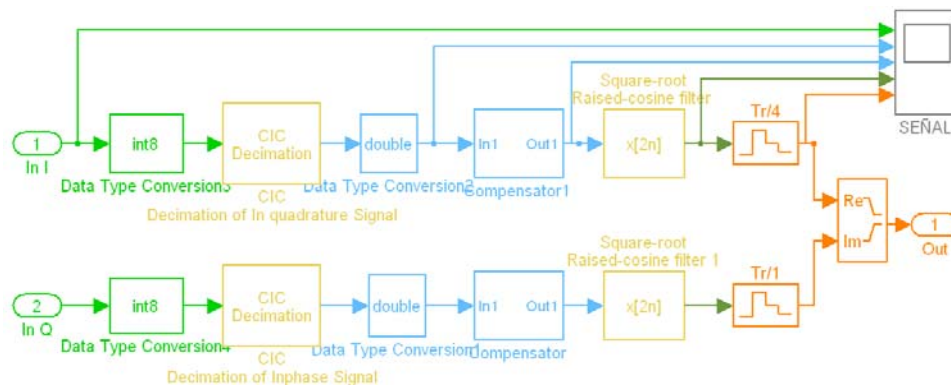 Square-root
Raised-cosine filter
SEÑAL
1
In I
int8
Data Type Conversion3
CIC
Decimation
CIC
Decimation of In quadrature Signal
double
Data Type Conversion2
In1 Out1
Compensator1
x[2n]
Tr/4
Re
Im
1
Out
Square-root
Raised-cosine filter 1
2
In Q
int8
Data Type Conversion4
CIC
Decimation
CIC
Decimation of Inphase Signal
double
Data Type Conversion1
In1 Out1
Compensator
x[2n]
Tr/1